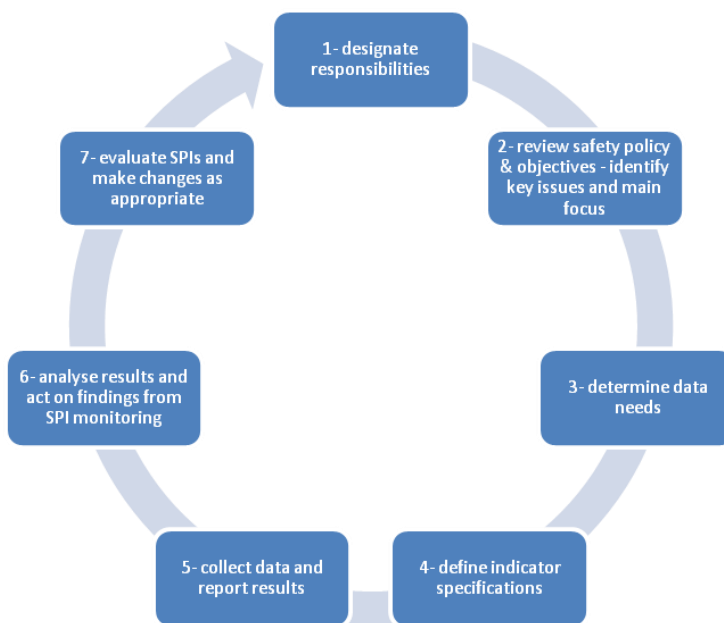 1- designate
responsibilities
2- review safety policy
& objectives - identify
key issues and main
focus
3- determine data
needs
4- define indicator
specifications
5- collect data and
report results
6- analyse results and
act on findings from
SPI monitoring
7- evaluate SPIs and
make changes as
appropriate